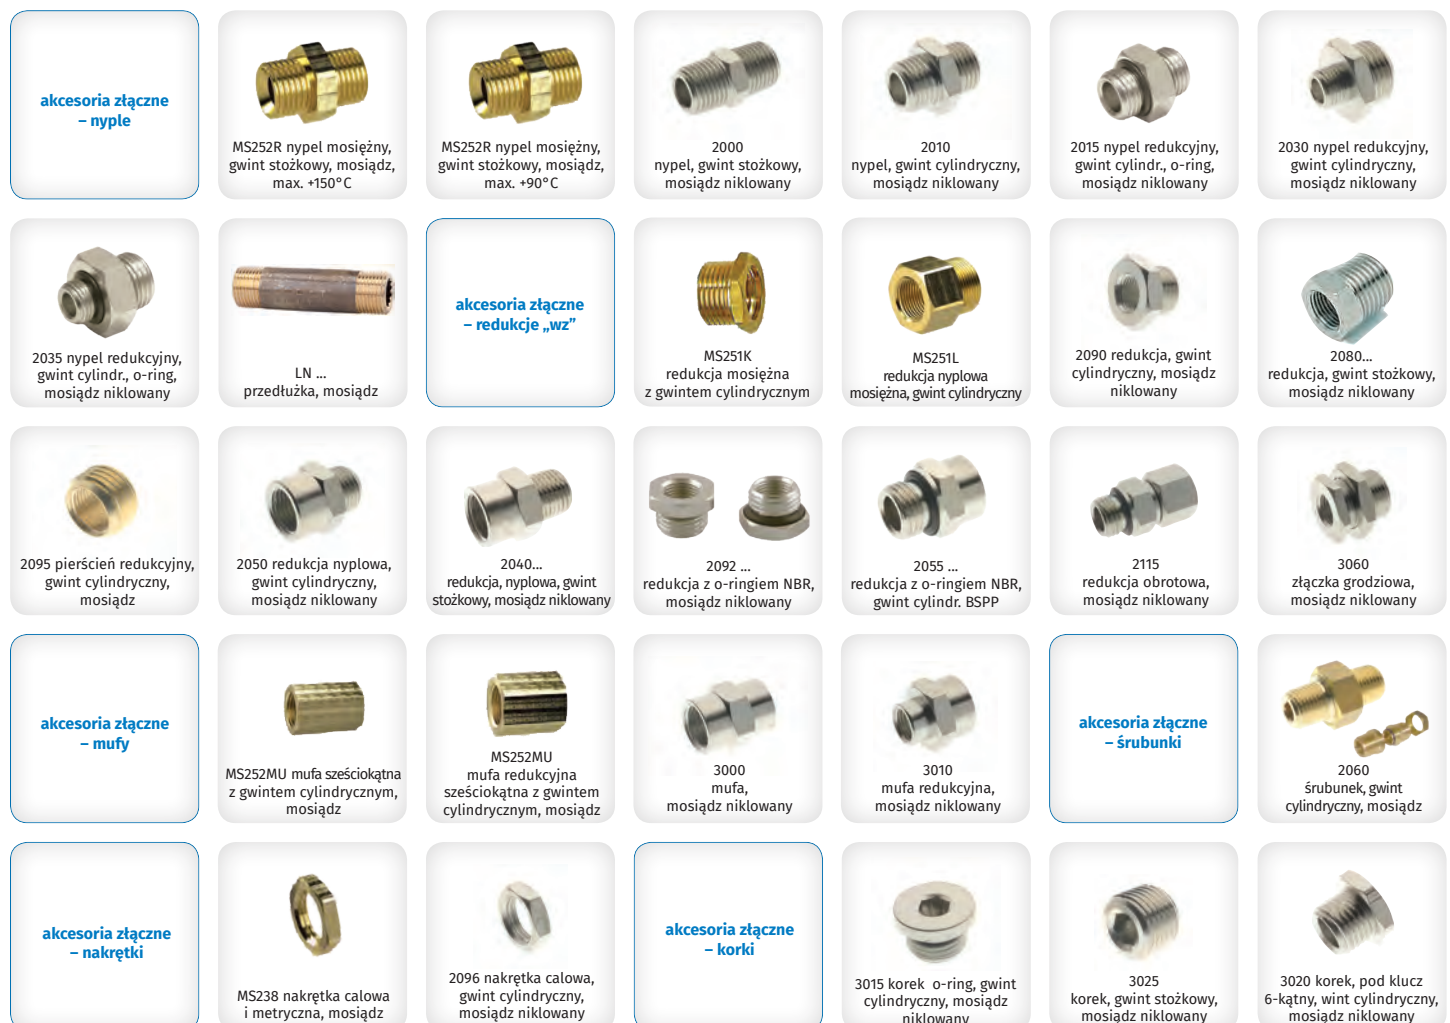 akcesoria złączne
– nyple
MS252R nypel mosiężny,
gwint stożkowy, mosiądz,
max. +150°C
MS252R nypel mosiężny,
gwint stożkowy, mosiądz,
max. +90°C
2000
nypel, gwint stożkowy,
mosiądz niklowany
2010
nypel, gwint cylindryczny,
mosiądz niklowany
2015 nypel redukcyjny,
gwint cylindr., o-ring,
mosiądz niklowany
2030 nypel redukcyjny,
gwint cylindryczny,
mosiądz niklowany
2035 nypel redukcyjny,
gwint cylindr., o-ring,
mosiądz niklowany
LN ...
przedłużka, mosiądz
akcesoria złączne
– redukcje „wz”
MS251K
redukcja mosiężna
z gwintem cylindrycznym
MS251L
redukcja nyplowa
mosiężna, gwint cylindryczny
2090 redukcja, gwint
cylindryczny, mosiądz
niklowany
2080...
redukcja, gwint stożkowy,
mosiądz niklowany
2095 pierścień redukcyjny,
gwint cylindryczny,
mosiądz
2050 redukcja nyplowa,
gwint cylindryczny,
mosiądz niklowany
2040...
redukcja, nyplowa, gwint
stożkowy, mosiądz niklowany
2092 ...
redukcja z o-ringiem NBR,
mosiądz niklowany
2055 ...
redukcja z o-ringiem NBR,
gwint cylindr. BSPP
2115
redukcja obrotowa,
mosiądz niklowany
3060
złączka grodziowa,
mosiądz niklowany
akcesoria złączne
– mufy
MS252MU mufa sześciokątna
z gwintem cylindrycznym,
mosiądz
MS252MU
mufa redukcyjna
sześciokątna z gwintem
cylindrycznym, mosiądz
3000
mufa,
mosiądz niklowany
3010
mufa redukcyjna,
mosiądz niklowany
akcesoria złączne
– śrubunki
2060
śrubunek, gwint
cylindryczny, mosiądz
akcesoria złączne
– nakrętki
MS238 nakrętka calowa
i metryczna, mosiądz
2096 nakrętka calowa,
gwint cylindryczny,
mosiądz niklowany
akcesoria złączne
– korki
3015 korek o-ring, gwint
cylindryczny, mosiądz
niklowany
3025
korek, gwint stożkowy,
mosiądz niklowany
3020 korek, pod klucz
6-kątny, wint cylindryczny,
mosiądz niklowany